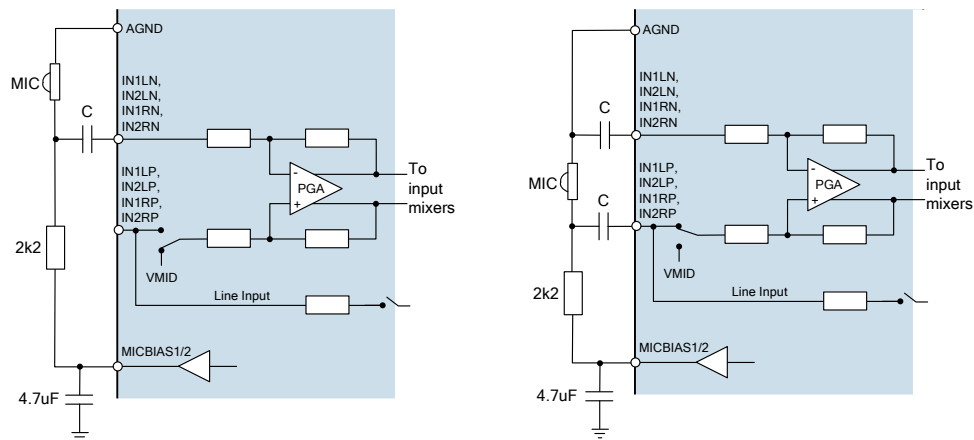 AGND
MIC
IN1LN,
IN2LN,
IN1RN,
IN2RN
C
IN1LP,
IN2LP,
IN1RP,
IN2RP
-
PGA
+
To
input
mixers
2k2
VMID
Line Input
MICBIAS1/2
4.7uF
AGND
IN1LN,
IN2LN,
IN1RN,
IN2RN
C
MIC
IN1LP,
IN2LP,
IN1RP,
IN2RP
C
-
PGA
+
To
input
mixers
2k2
VMID
Line Input
MICBIAS1/2
4.7uF